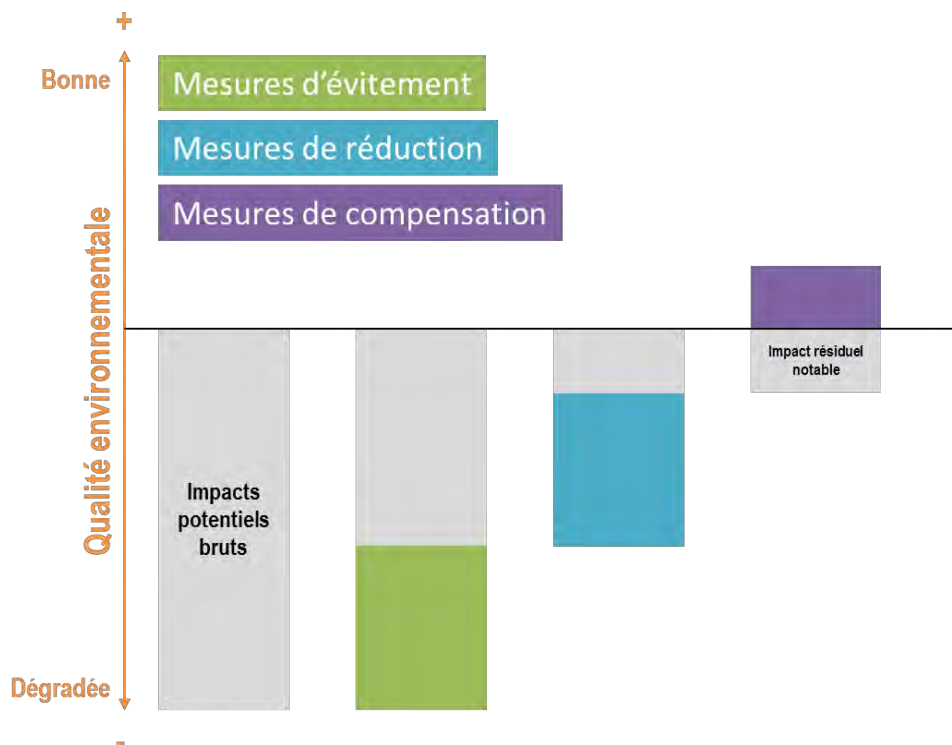 +
Bonne
Mesures d'évitement
Mesures de réduction
Mesures de compensation
Qualité environnementale
Impact résiduel
notable
Impacts
potentiels
bruts
Dégradée
-